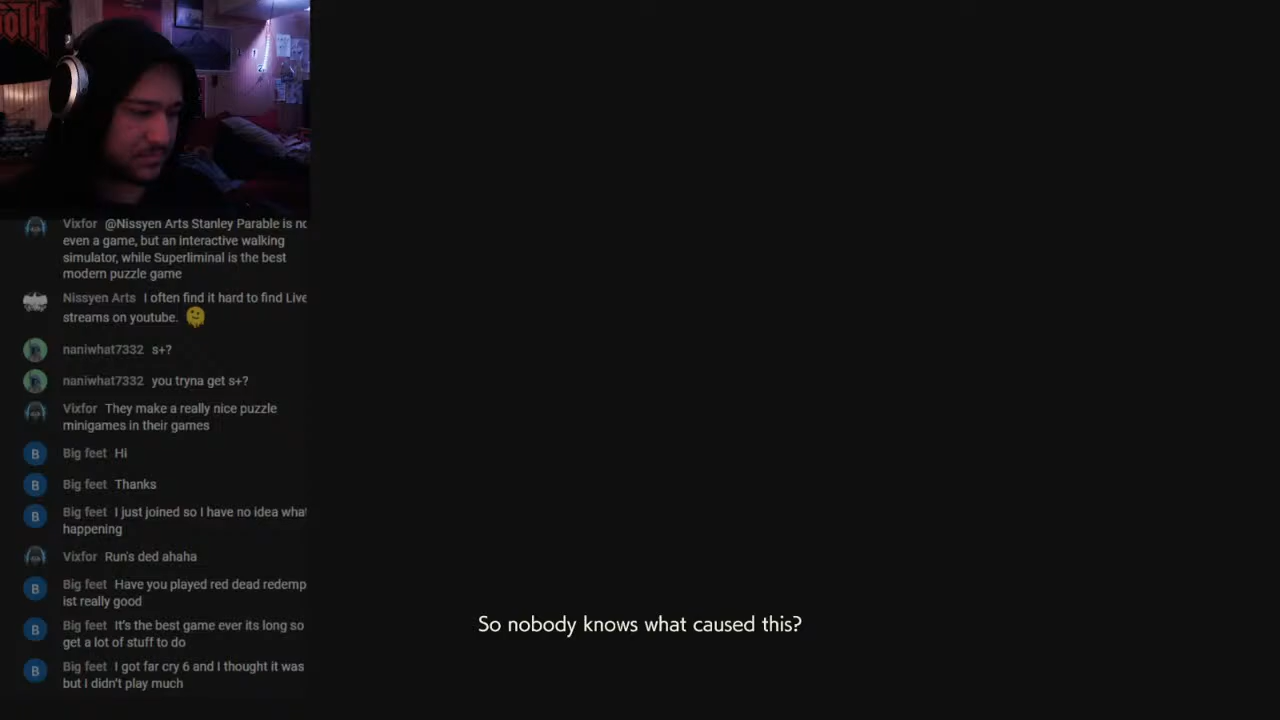 Vixfor @Nissyen Arts Stanley Parable is
even a game, but an interactive walking
simulator, while Superliminal is the best
modern puzzle game
Nissyen Arts I often find it hard to find Live
streams on youtube.
naniwhat7332 s+?
naniwhat7332 you tryna get s+?
Vixfor They make a really nice puzzle
minigames in their games
B Big feet Hi
B Big feet Thanks
B Big feet I just joined so I have no idea what
happening
Vixfor Run's ded ahaha
B Big feet Have you played red dead redemp
ist really good
B Big feet It's the best game ever its long so
get a lot of stuff to do
B Big feet I got far cry 6 and I thought it was
but I didn't play much
So nobody knows what caused this?